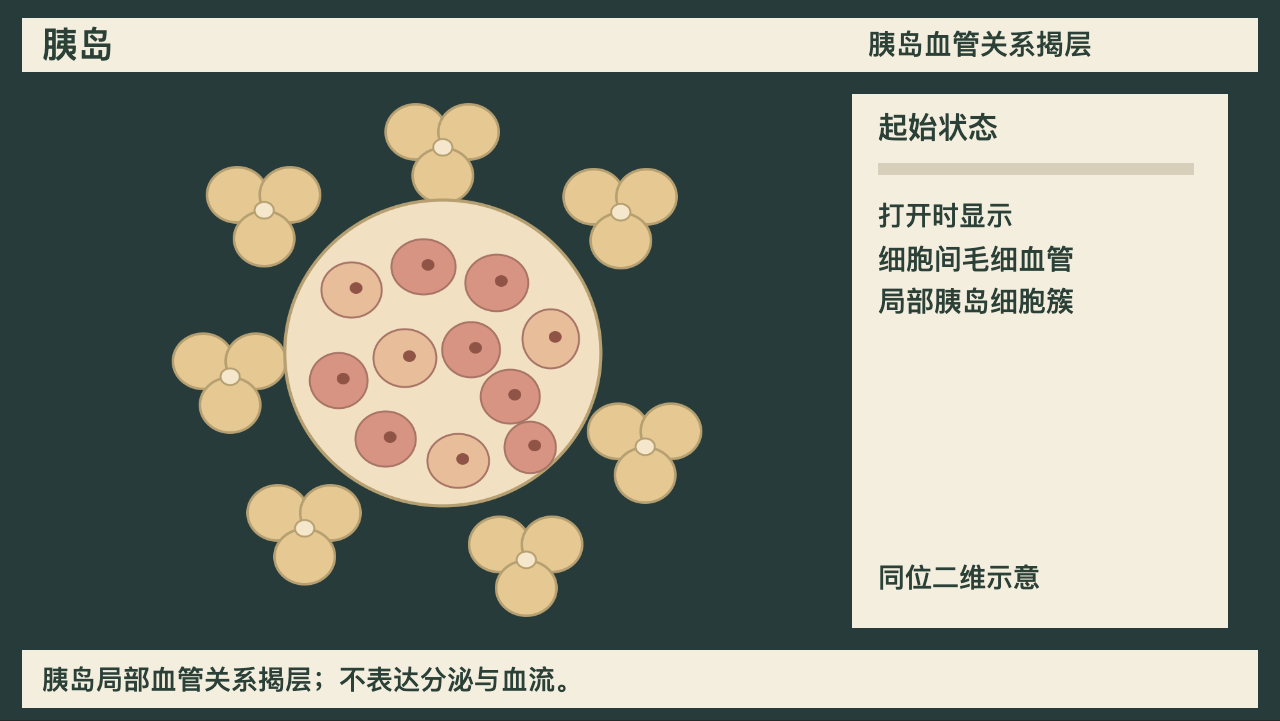 胰岛
胰岛血管关系揭层
起始状态
打开时显示
细胞间毛细血管
局部胰岛细胞簇
同位二维示意
胰岛局部血管关系揭层；不表达分泌与血流。